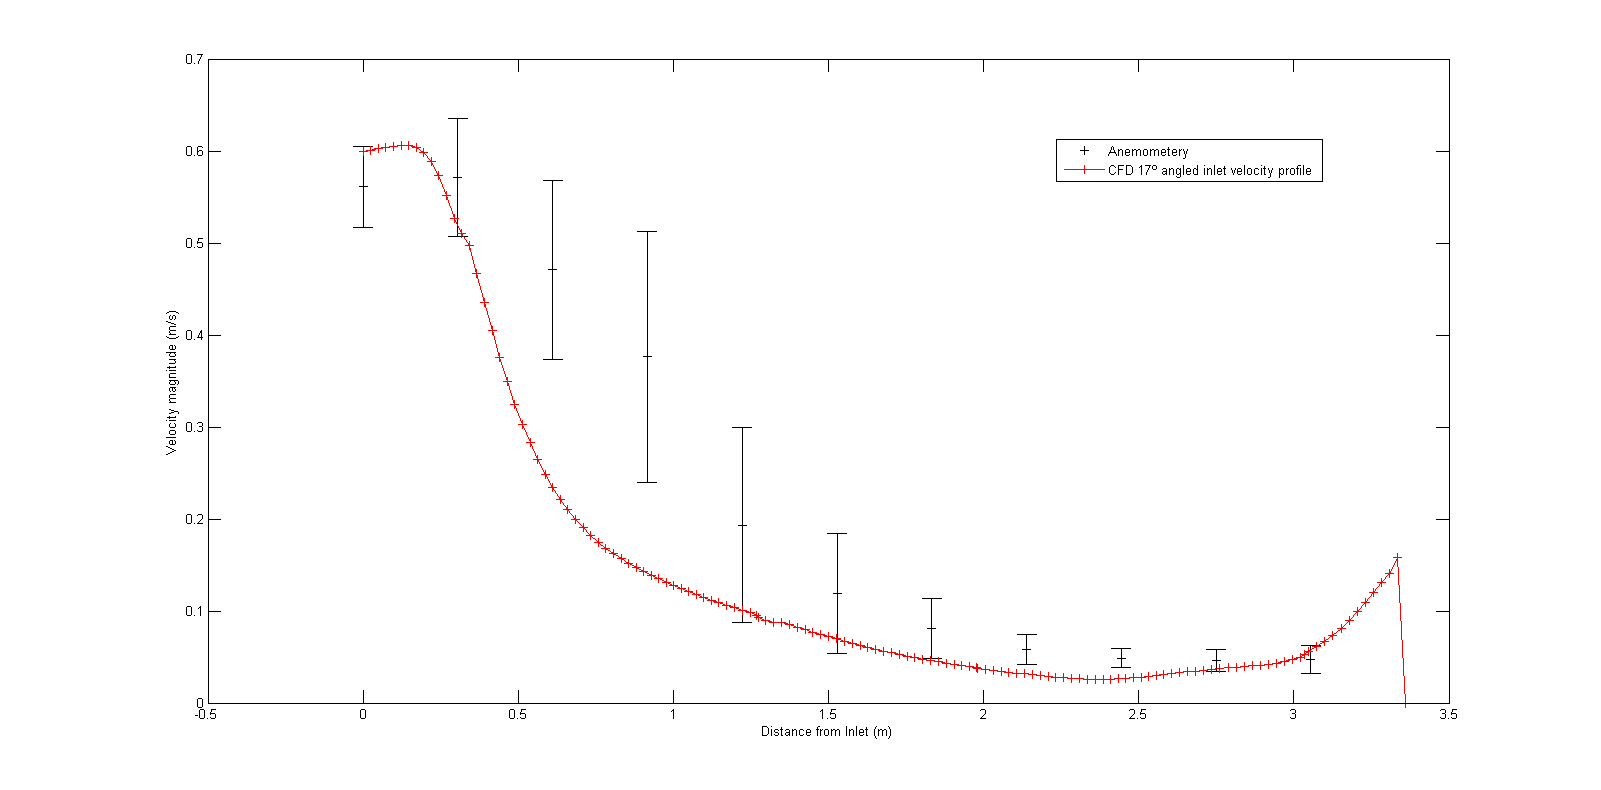 0.7
0.6
0.5
0.4
0.3
0.2
0.1
0
Velocity magnitude (m/s)
Anemometery
CFD 17º angled inlet velocity profile
-0.5 0 0.5 1 1.5 2 2.5 3 3.5
Distance from Inlet (m)